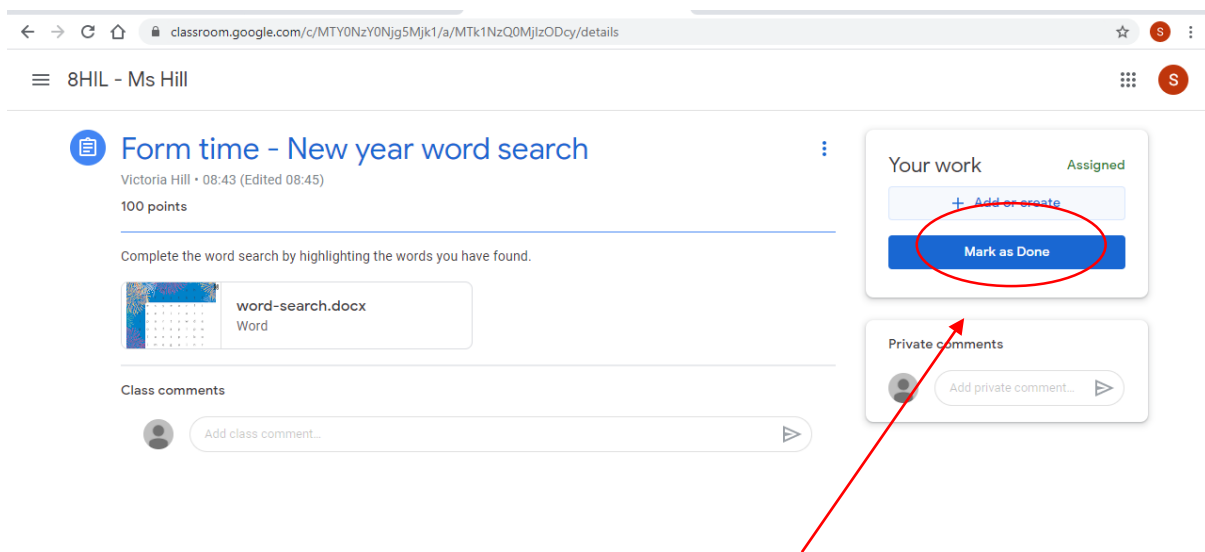 classroom.google.com/c/MTY0NzY0Njg5Mjk1/a/MTk1NzQ0MjIzODcy/details
S
8HIL - Ms Hill
S
Form time - New year word search
Victoria Hill • 08:43 (Edited 08:45)
100 points
Your work
Assigned
+ Add or create
Mark as Done
Complete the word search by highlighting the words you have found.
word-search.docx
Word
Private comments
Add private comment...
Class comments
Add class comment...